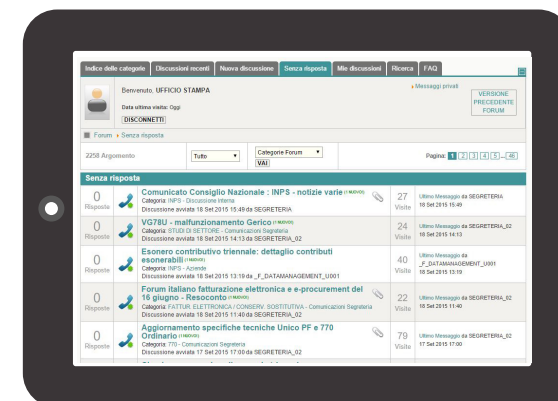 Indice delle categorie Discussioni recenti Nuova discussione Senza risposta Mie discussioni Ricerca FAQ
Benvenuto, UFFICIO STAMPA
Messaggi privati
VERSIONE
PRECEDENTE
FORUM
Data ultima visita: Oggi
DISCONNETTI
Forum Senza risposta
2258 Argomento Tutto Categorie Forum
VAI
Pagina: 1 2 3 4 5 ...46
Senza risposta
0 Comunicato Consiglio Nazionale : INPS - notizie varie (1 NUOVO) 27 Ultimo Messaggio da SEGRETERIA
Risposte Categoria: INPS - Discussione Interna Visite 18 Set 2015 15:49
Discussione avviata 18 Set 2015 15:49 da SEGRETERIA
0 VG78U - malfunzionamento Gerico (1 NUOVO) 24 Ultimo Messaggio da SEGRETERIA_02
Risposte Categoria: STUDI DI SETTORE - Comunicazioni Segreteria Visite 18 Set 2015 14:13
Discussione avviata 18 Set 2015 14:13 da SEGRETERIA_02
0 Esonero contributivo triennale: dettaglio contributi 40 Ultimo Messaggio da
esonerabili (1 NUOVO) _F_DATAMANAGEMENT_U001
Risposte Categoria: INPS - Aziende Visite 18 Set 2015 13:19
Discussione avviata 18 Set 2015 13:19 da _F_DATAMANAGEMENT_U001
0 Forum italiano fatturazione elettronica e e-procurement del 22 Ultimo Messaggio da SEGRETERIA_02
16 giugno - Resoconto (1 NUOVO) 18 Set 2015 11:40
Risposte Categoria: FATTUR. ELETTRONICA / CONSERV. SOSTITUTIVA - Comunicazioni Segreteria Visite
Discussione avviata 18 Set 2015 11:40 da SEGRETERIA_02
0 Aggiornamento specifiche tecniche Unico PF e 770 79 Ultimo Messaggio da SEGRETERIA_02
Ordinario (1 NUOVO) 17 Set 2015 17:00
Risposte Categoria: 770 - Comunicazioni Segreteria Visite
Discussione avviata 17 Set 2015 17:00 da SEGRETERIA_02